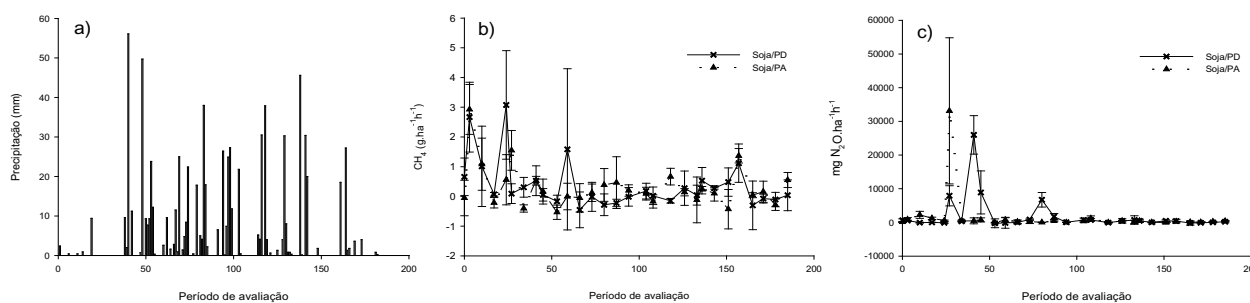 a)
Precipitação (mm)
60
50
40
30
20
10
0
0 50 100 150 200
Período de avaliação
b)
Soja/PD
Soja/PA
CH₄ (g.ha⁻¹h⁻¹)
6
5
4
3
2
1
0
-1
-2
0 50 100 150 200
Período de avaliação
c)
Soja/PD
Soja/PA
mg N₂O.ha⁻¹h⁻¹
60000
50000
40000
30000
20000
10000
0
-10000
0 50 100 150 200
Período de avaliação